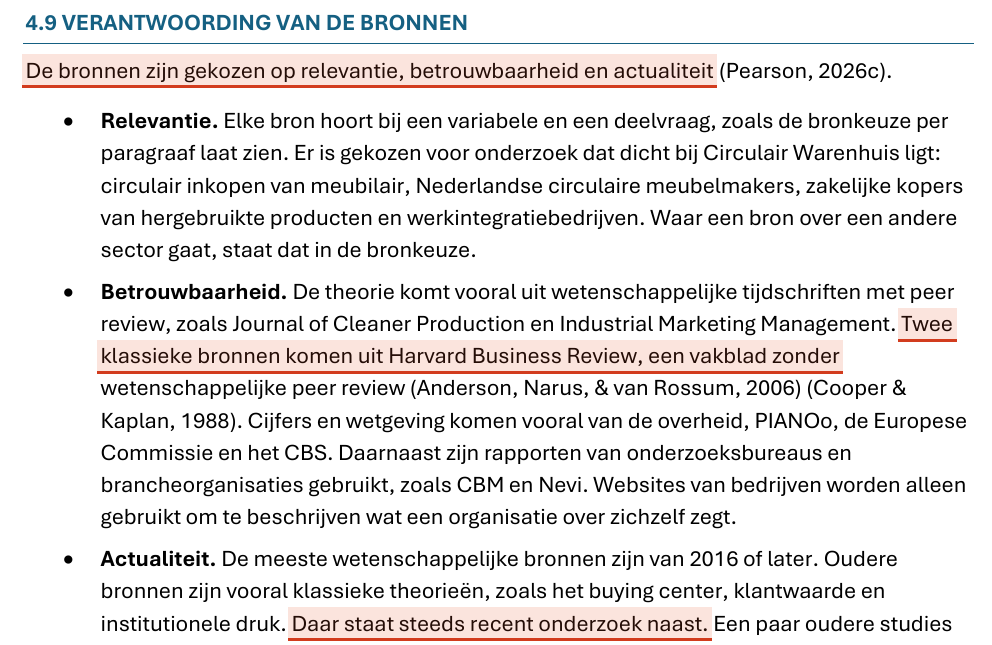 4.9 VERANTWOORDING VAN DE BRONNEN
De bronnen zijn gekozen op relevantie, betrouwbaarheid en actualiteit (Pearson, 2026c).
• Relevantie. Elke bron hoort bij een variabele en een deelvraag, zoals de bronkeuze per
paragraaf laat zien. Er is gekozen voor onderzoek dat dicht bij Circulair Warenhuis ligt:
circulair inkopen van meubilair, Nederlandse circulaire meubelmakers, zakelijke kopers
van hergebruikte producten en werkintegratiebedrijven. Waar een bron over een andere
sector gaat, staat dat in de bronkeuze.
• Betrouwbaarheid. De theorie komt vooral uit wetenschappelijke tijdschriften met peer
review, zoals Journal of Cleaner Production en Industrial Marketing Management. Twee
klassieke bronnen komen uit Harvard Business Review, een vakblad zonder
wetenschappelijke peer review (Anderson, Narus, & van Rossum, 2006) (Cooper &
Kaplan, 1988). Cijfers en wetgeving komen vooral van de overheid, PIANOo, de Europese
Commissie en het CBS. Daarnaast zijn rapporten van onderzoeksbureaus en
brancheorganisaties gebruikt, zoals CBM en Nevi. Websites van bedrijven worden alleen
gebruikt om te beschrijven wat een organisatie over zichzelf zegt.
• Actualiteit. De meeste wetenschappelijke bronnen zijn van 2016 of later. Oudere
bronnen zijn vooral klassieke theorieën, zoals het buying center, klantwaarde en
institutionele druk. Daar staat steeds recent onderzoek naast. Een paar oudere studies